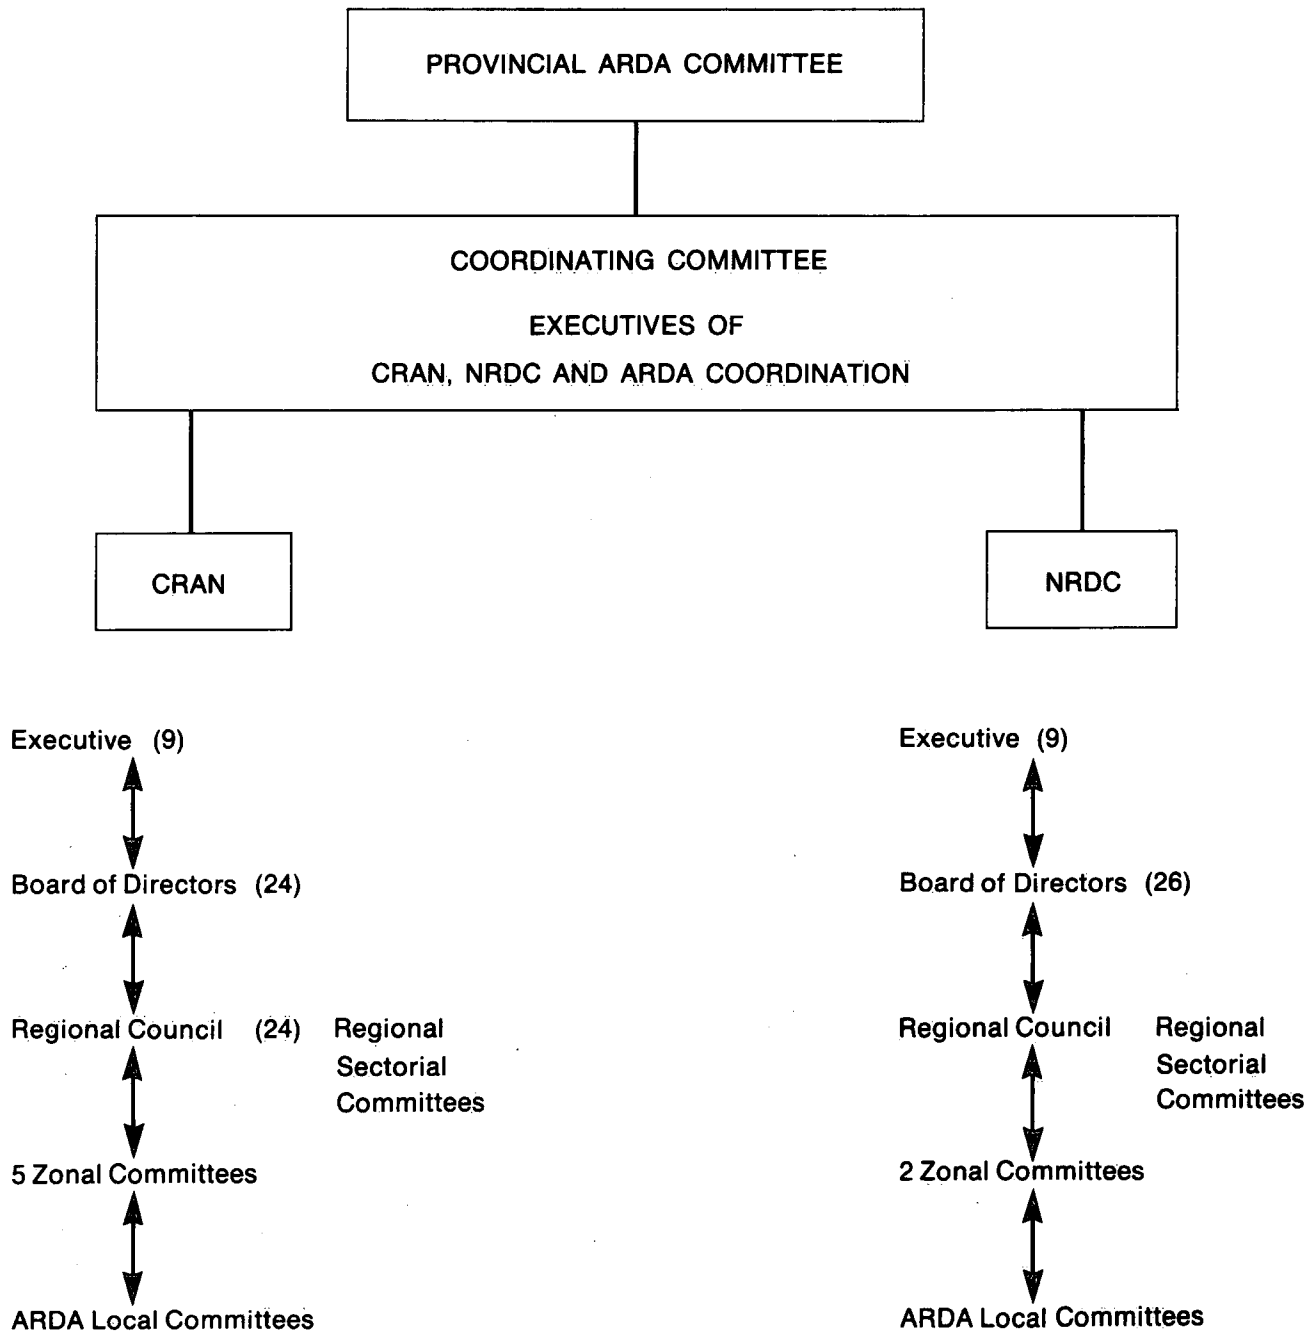 PROVINCIAL ARDA COMMITTEE
COORDINATING COMMITTEE
EXECUTIVES OF
CRAN, NRDC AND ARDA COORDINATION
CRAN
NRDC
Executive (9)
Board of Directors (24)
Regional Council (24)
Regional
Sectorial
Committees
5 Zonal Committees
ARDA Local Committees
Executive (9)
Board of Directors (26)
Regional Council
Regional
Sectorial
Committees
2 Zonal Committees
ARDA Local Committees